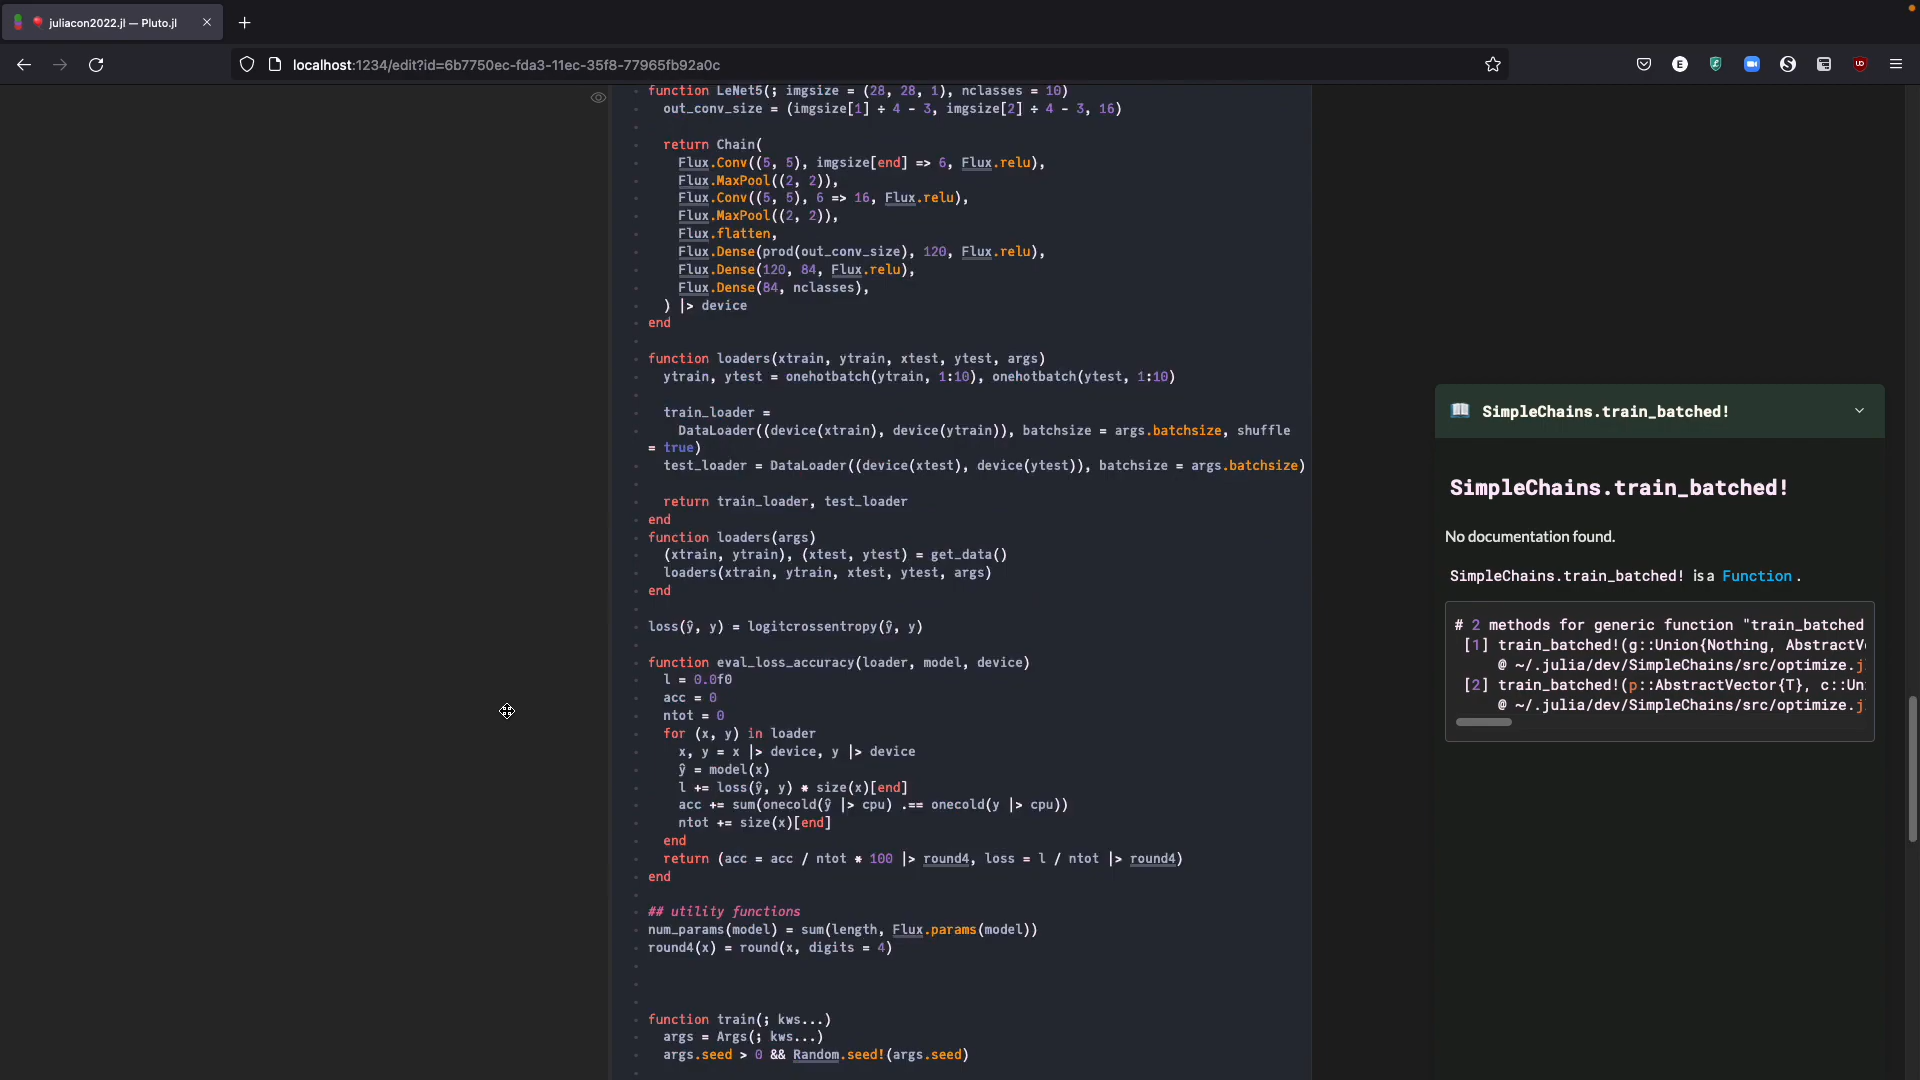 juliacon2022.jl — Pluto.jl
localhost:1234/edit?id=6b7750ec-fda3-11ec-35f8-77965fb92a0c
function LeNet5(; imgsize = (28, 28, 1), nclasses = 10)
out_conv_size = (imgsize[1] ÷ 4 - 3, imgsize[2] ÷ 4 - 3, 16)
return Chain(
Flux.Conv((5, 5), imgsize[end] => 6, Flux.relu),
Flux.MaxPool((2, 2)),
Flux.Conv((5, 5), 6 => 16, Flux.relu),
Flux.MaxPool((2, 2)),
Flux.flatten,
Flux.Dense(prod(out_conv_size), 120, Flux.relu),
Flux.Dense(120, 84, Flux.relu),
Flux.Dense(84, nclasses),
) |> device
end
function loaders(xtrain, ytrain, xtest, ytest, args)
ytrain, ytest = onehotbatch(ytrain, 1:10), onehotbatch(ytest, 1:10)
train_loader =
DataLoader((device(xtrain), device(ytrain)), batchsize = args.batchsize, shuffle
= true)
test_loader = DataLoader((device(xtest), device(ytest)), batchsize = args.batchsize)
return train_loader, test_loader
end
function loaders(args)
(xtrain, ytrain), (xtest, ytest) = get_data()
loaders(xtrain, ytrain, xtest, ytest, args)
end
loss(ŷ, y) = logitcrossentropy(ŷ, y)
function eval_loss_accuracy(loader, model, device)
l = 0.0f0
acc = 0
ntot = 0
for (x, y) in loader
x, y = x |> device, y |> device
ŷ = model(x)
l += loss(ŷ, y) * size(x)[end]
acc += sum(onecold(ŷ |> cpu) .== onecold(y |> cpu))
ntot += size(x)[end]
end
return (acc = acc / ntot * 100 |> round4, loss = l / ntot |> round4)
end
## utility functions
num_params(model) = sum(length, Flux.params(model))
round4(x) = round(x, digits = 4)
function train(; kws...)
args = Args(; kws...)
args.seed > 0 && Random.seed!(args.seed)
SimpleChains.train_batched!
SimpleChains.train_batched!
No documentation found.
SimpleChains.train_batched! is a Function.
# 2 methods for generic function "train_batched
[1] train_batched!(g::Union{Nothing, AbstractV
@ ~/.julia/dev/SimpleChains/src/optimize.j
[2] train_batched!(p::AbstractVector{T}, c::Un
@ ~/.julia/dev/SimpleChains/src/optimize.j